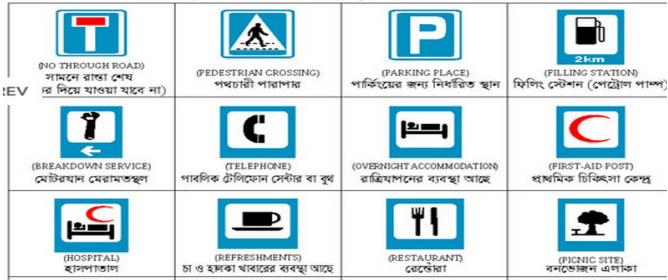 P
2km
(NO THROUGH ROAD)
সামনে রাস্তা শেষ
র দিয়ে যাওয়া যাবে না)
(PEDESTRIAN CROSSING)
পথচারী পারাপার
(PARKING PLACE)
পার্কিংয়ের জন্য নির্ধারিত স্থান
(FILLING STATION)
ফিলিং স্টেশন (পেট্রোল পাম্প)
REV
(BREAKDOWN SERVICE)
মোটরযান মেরামতস্থল
(TELEPHONE)
পাবলিক টেলিফোন সেন্টার বা বুথ
(OVERNIGHT ACCOMMODATION)
রাত্রিযাপনের ব্যবস্থা আছে
(FIRST-AID POST)
প্রাথমিক চিকিৎসা কেন্দ্র
(HOSPITAL)
হাসপাতাল
(REFRESHMENTS)
চা ও হালকা খাবারের ব্যবস্থা আছে
(RESTAURANT)
রেস্তোঁরা
(PICNIC SITE)
বনভোজন এলাকা